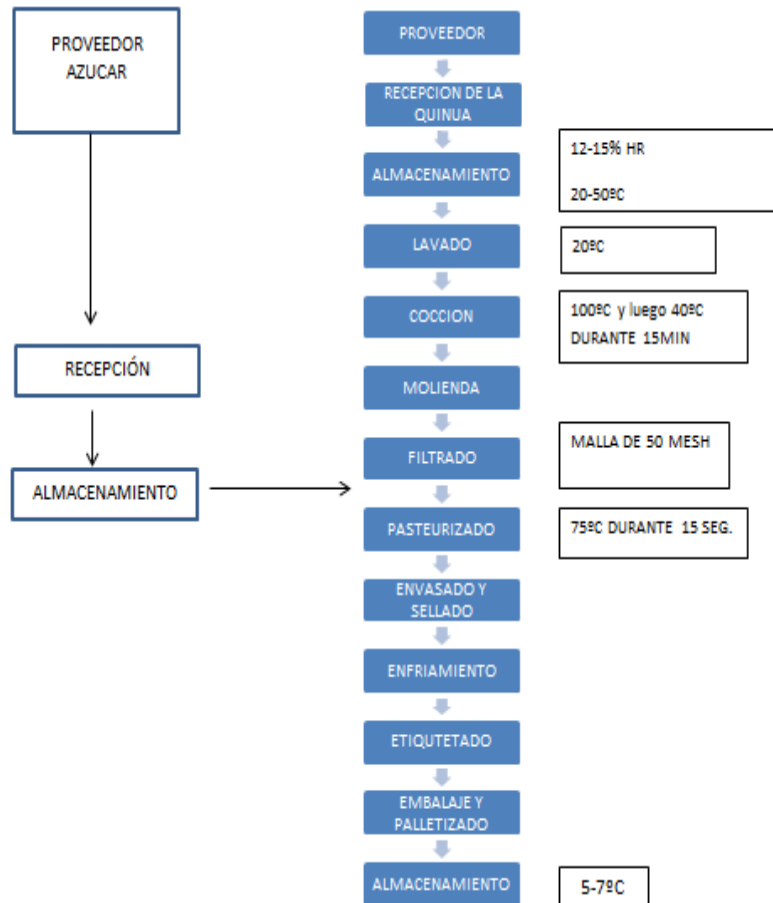 PROVEEDOR
AZUCAR
RECEPCIÓN
ALMACENAMIENTO
PROVEEDOR
RECEPCION DE LA
QUINUA
ALMACENAMIENTO
12-15% HR
20-50ºC
LAVADO
20ºC
COCCION
100ºC y luego 40ºC
DURANTE 15MIN
MOLIENDA
FILTRADO
MALLA DE 50 MESH
PASTEURIZADO
75ºC DURANTE 15 SEG.
ENVASADO Y
SELLADO
ENFRIAMIENTO
ETIQUTETADO
EMBALAJE Y
PALLETIZADO
ALMACENAMIENTO
5-7ºC